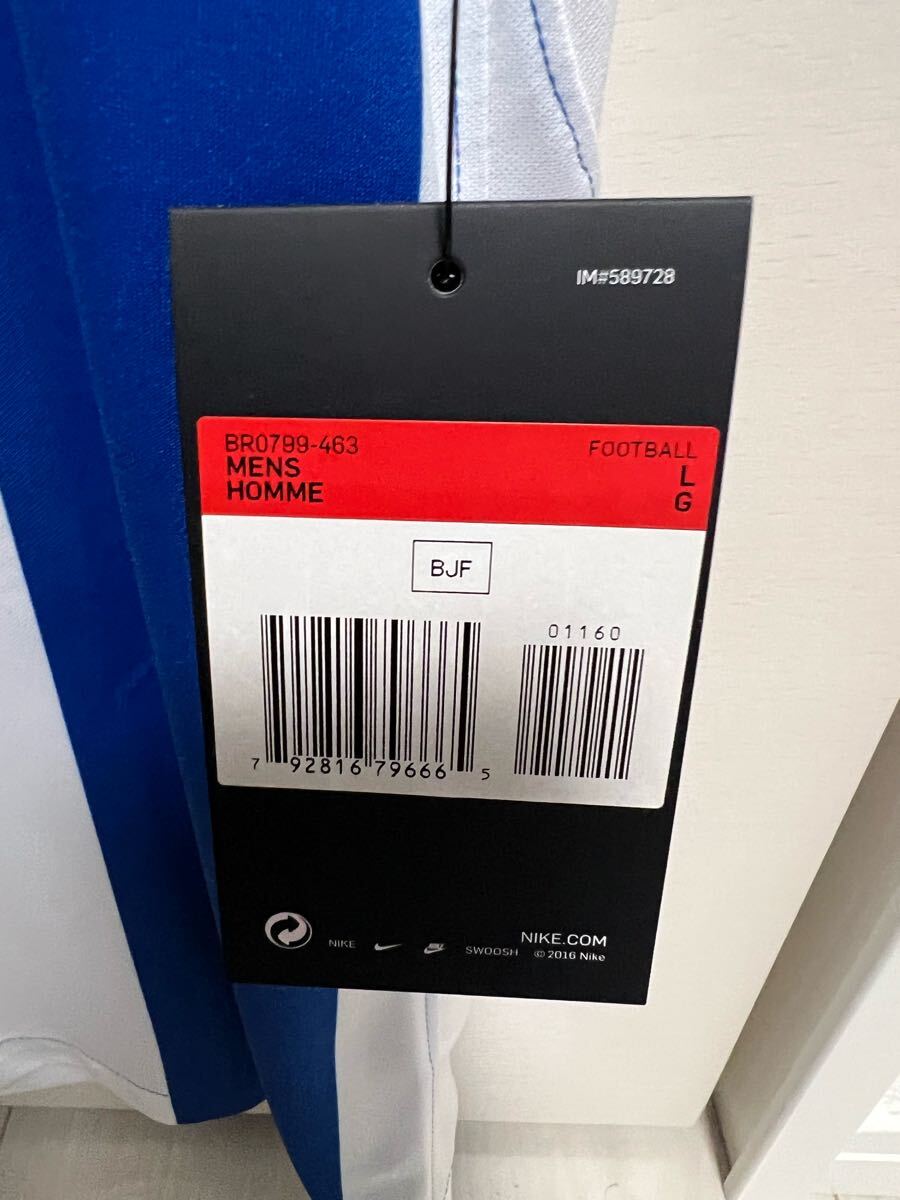 IM#589728
BR0799-463 FOOTBALL
MENS L
HOMME G
BJF
01160
7 92816 79666 5
NIKE.COM
NIKE SWOOSH © 2016 Nike